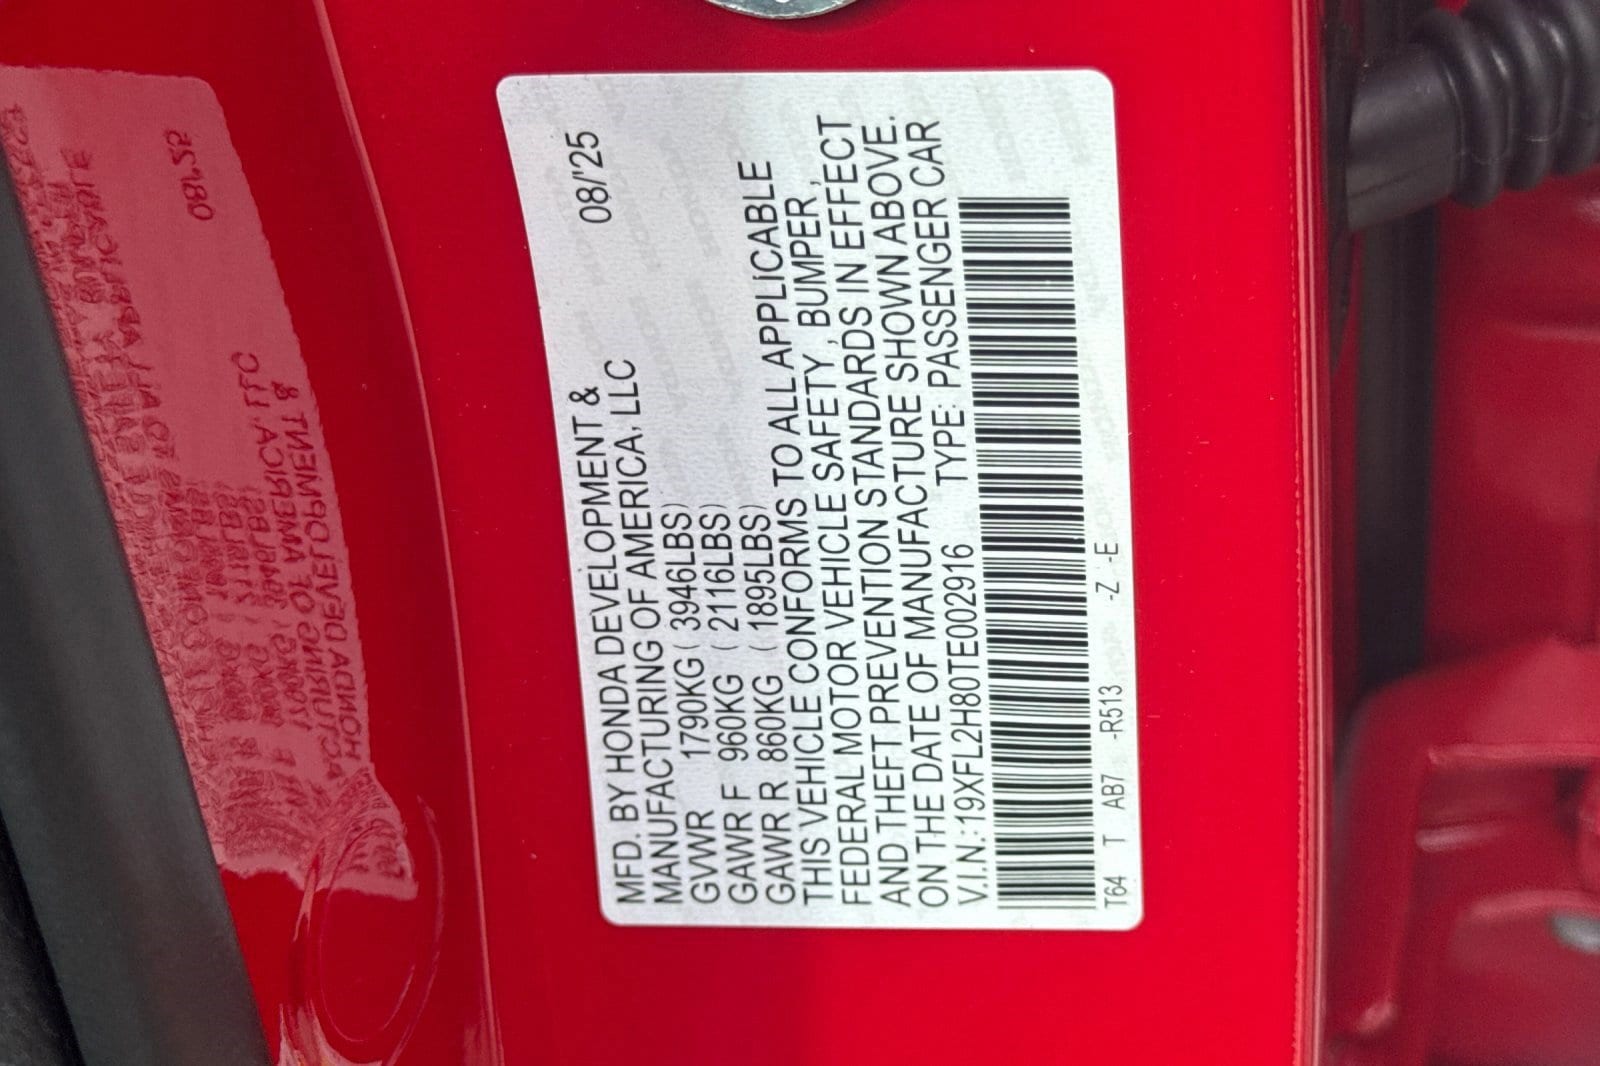 MFD. BY HONDA DEVELOPMENT & 08/'25
MANUFACTURING OF AMERICA, LLC
GVWR 1790KG ( 3946LBS)
GAWR F 960KG ( 2116LBS)
GAWR R 860KG ( 1895LBS)
THIS VEHICLE CONFORMS TO ALL APPLICABLE
FEDERAL MOTOR VEHICLE SAFETY, BUMPER,
AND THEFT PREVENTION STANDARDS IN EFFECT
ON THE DATE OF MANUFACTURE SHOWN ABOVE.
V.I.N.:19XFL2H80TE002916 TYPE: PASSENGER CAR
T64 T AB7 -R513 -Z -E